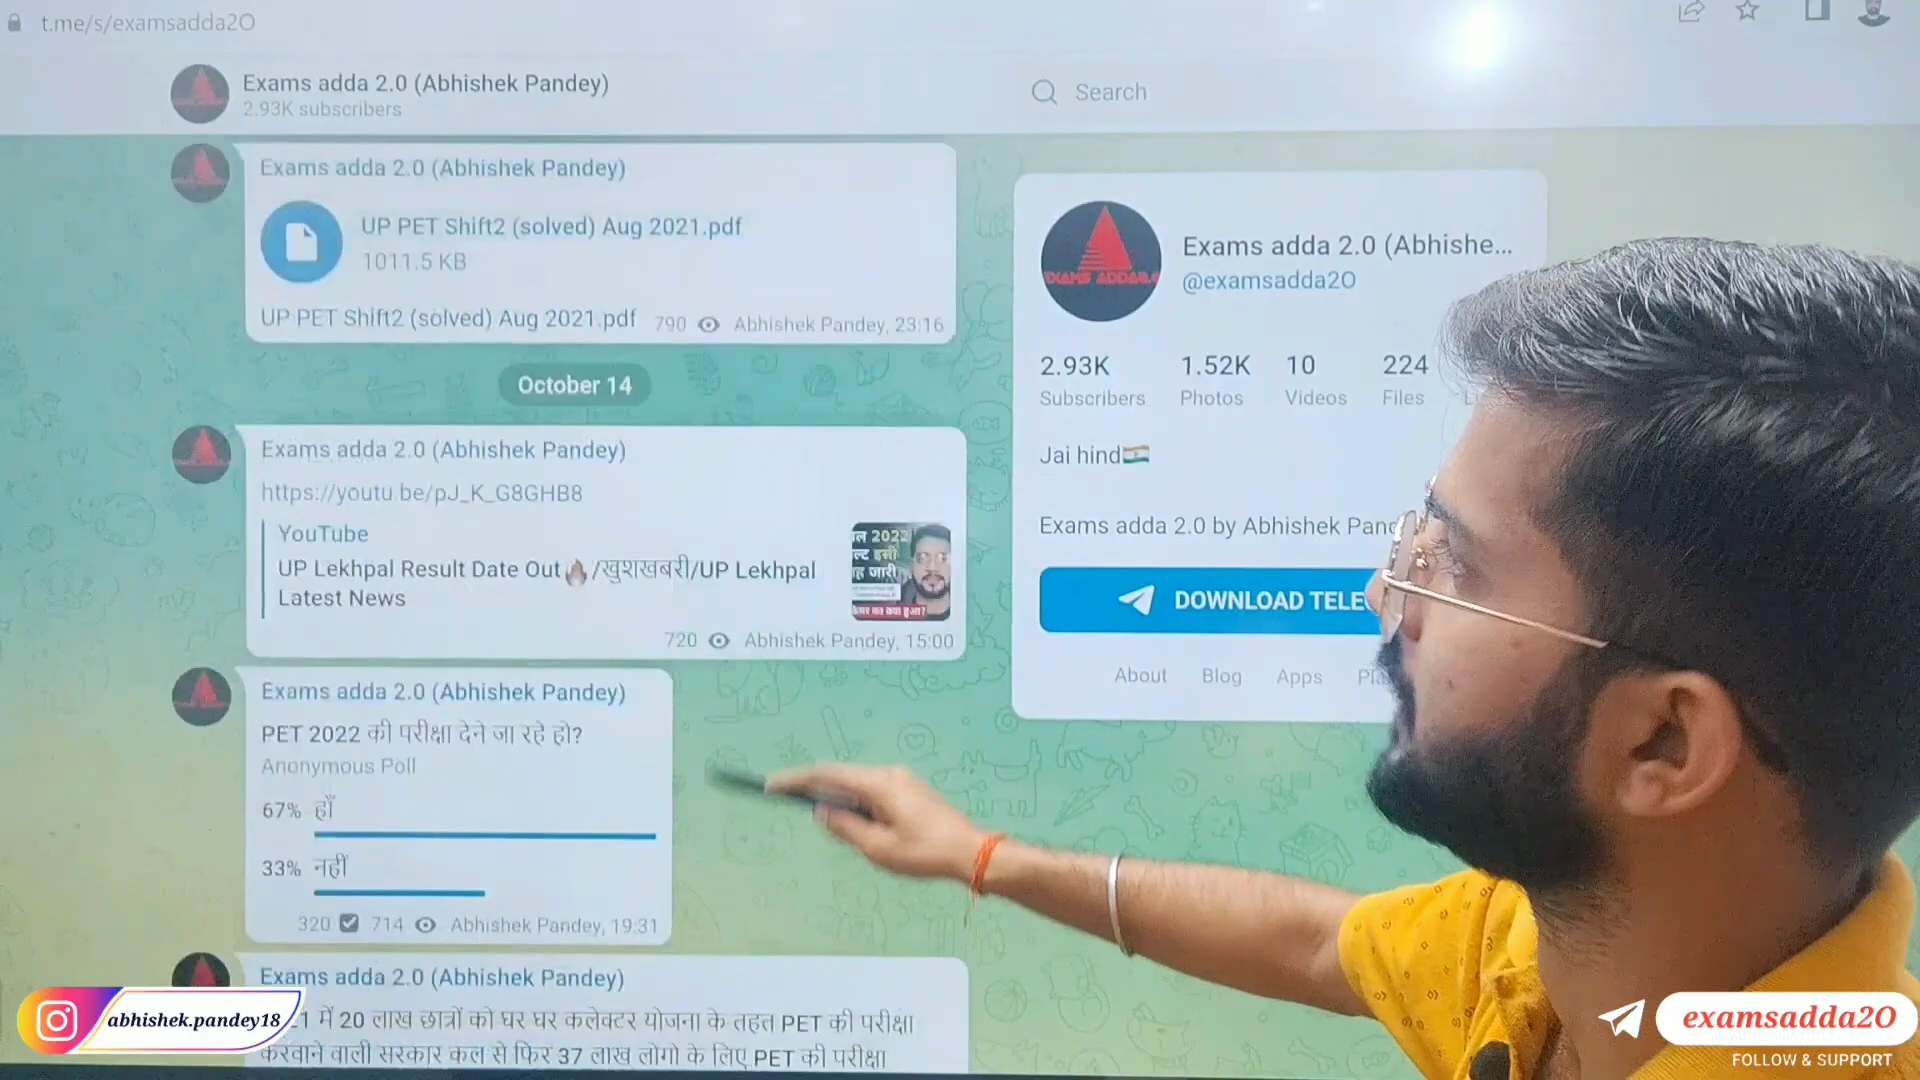 t.me/s/examsadda2O
Exams adda 2.0 (Abhishek Pandey)
2.93K subscribers
Search
Exams adda 2.0 (Abhishek Pandey)
UP PET Shift2 (solved) Aug 2021.pdf
1011.5 KB
UP PET Shift2 (solved) Aug 2021.pdf
790 Abhishek Pandey, 23:16
October 14
Exams adda 2.0 (Abhishek Pandey)
https://youtu.be/pJ_K_G8GHB8
YouTube
UP Lekhpal Result Date Out🔥/खुशखबरी/UP Lekhpal
Latest News
720 Abhishek Pandey, 15:00
Exams adda 2.0 (Abhishek Pandey)
PET 2022 की परीक्षा देने जा रहे हो?
Anonymous Poll
67% हाँ
33% नहीं
320 714 Abhishek Pandey, 19:31
Exams adda 2.0 (Abhishek Pandey)
में 20 लाख छात्रों को घर घर कलेक्टर योजना के तहत PET की परीक्षा
करवाने वाली सरकार कल से फिर 37 लाख लोगो के लिए PET की परीक्षा
EXAMS ADDA2.0
Exams adda 2.0 (Abhishe...
@examsadda2O
2.93K 1.52K 10 224
Subscribers Photos Videos Files
Jai hind🇮🇳
Exams adda 2.0 by Abhishek
DOWNLOAD
About Blog Apps
abhishek.pandey18
examsadda2O
FOLLOW & SUPPORT